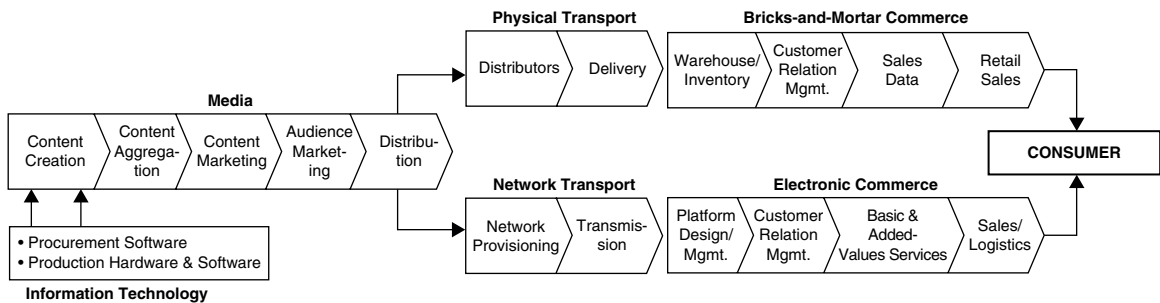 Physical Transport
Bricks-and-Mortar Commerce
Distributors
Delivery
Warehouse/
Inventory
Customer
Relation
Mgmt.
Sales
Data
Retail
Sales
Media
Content
Creation
Content
Aggrega-
tion
Content
Marketing
Audience
Market-
ing
Distribu-
tion
CONSUMER
Network Transport
Electronic Commerce
Network
Provisioning
Transmis-
sion
Platform
Design/
Mgmt.
Customer
Relation
Mgmt.
Basic &
Added-
Values Services
Sales/
Logistics
• Procurement Software
• Production Hardware & Software
Information Technology